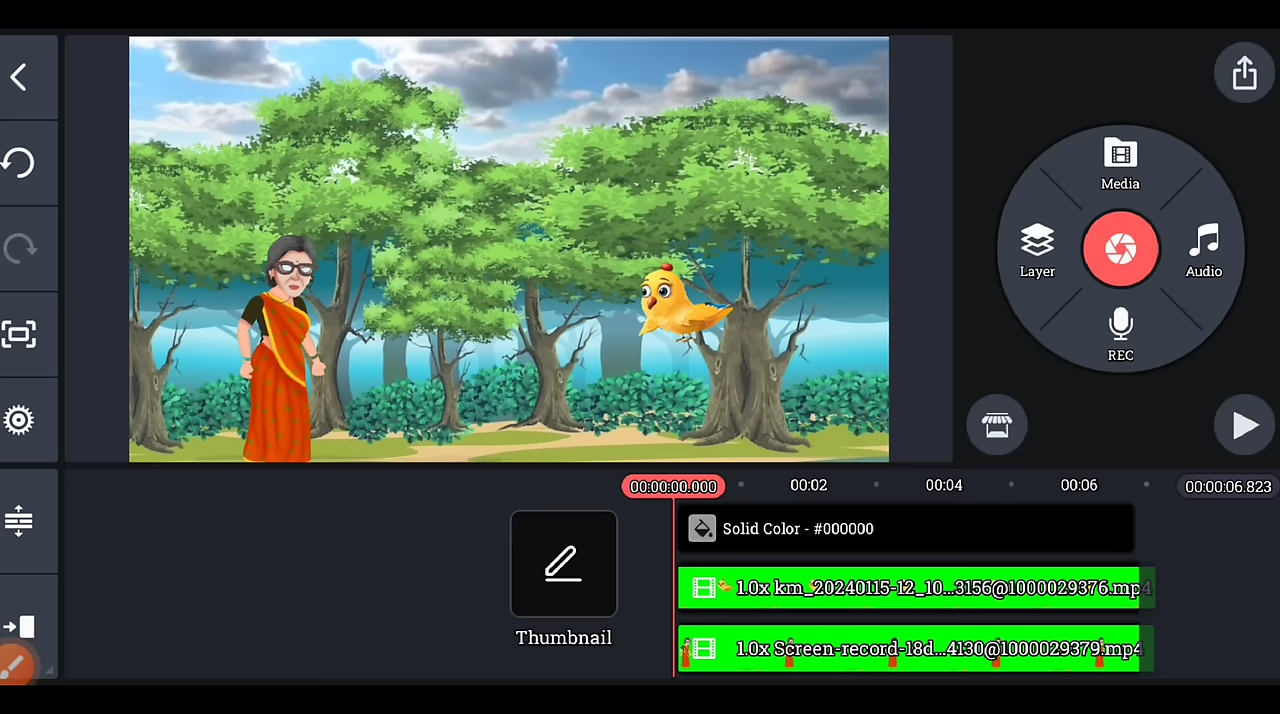 Media
Layer
Audio
REC
00:00:00.000
00:02
00:04
00:06
00:00:06.823
Solid Color - #000000
1.0x km_20240115-12_10...3156@1000029376.mp4
Thumbnail
1.0x Screen-record-18d...4130@1000029379.mp4